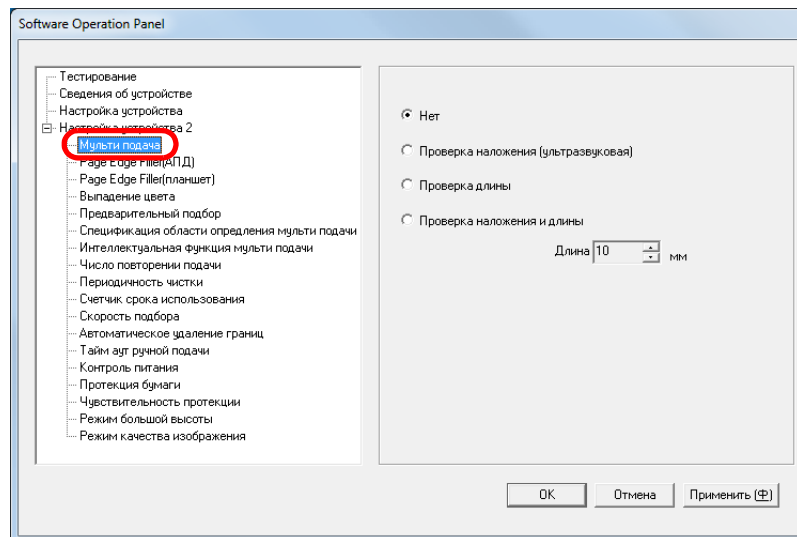 Software Operation Panel
Тестирование
Сведения об устройстве
Настройка устройства
Настройка устройства 2
Мульти подача
Page Edge Filler(АПД)
Page Edge Filler(планшет)
Выпадение цвета
Предварительный подбор
Спецификация области опредления мульти подачи
Интеллектуальная функция мульти подачи
Число повторении подачи
Периодичность чистки
Счетчик срока использования
Скорость подбора
Автоматическое удаление границ
Тайм аут ручной подачи
Контроль питания
Протекция бумаги
Чувствительность протекции
Режим большой высоты
Режим качества изображения
Нет
Проверка наложения (ультразвуковая)
Проверка длины
Проверка наложения и длины
Длина 10 мм
OK Отмена Применить (Ф)